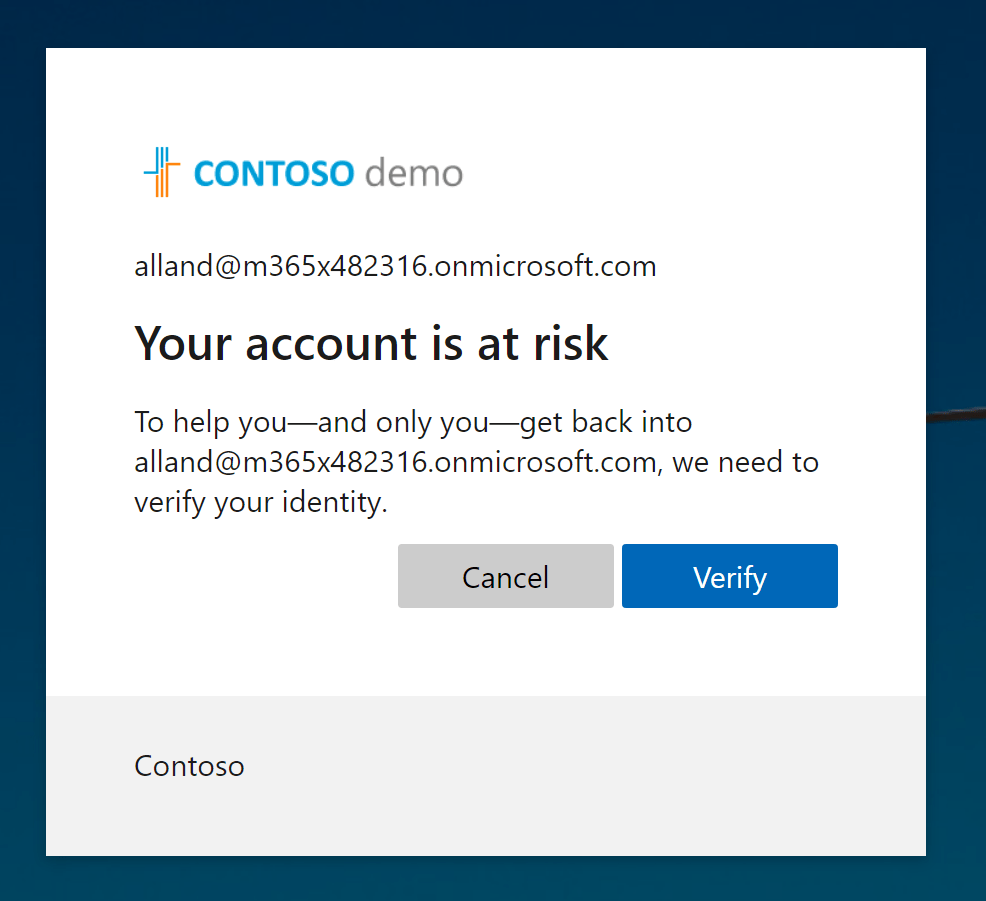 CONTOSO demo
alland@m365x482316.onmicrosoft.com
Your account is at risk
To help you—and only you—get back into
alland@m365x482316.onmicrosoft.com, we need to
verify your identity.
Cancel Verify
Contoso